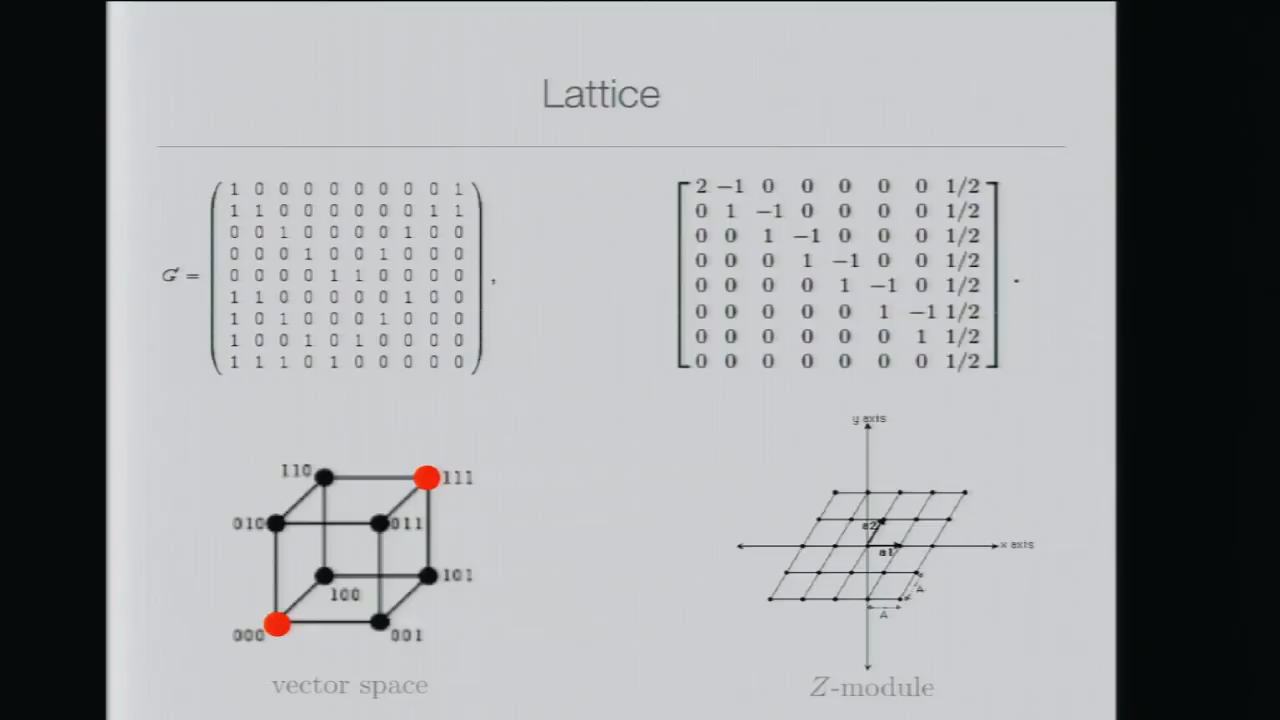 Lattice
1 0 0 0 0 0 0 0 0 1
1 1 0 0 0 0 0 0 1 1
0 0 1 0 0 0 0 1 0 0
0 0 0 1 0 0 1 0 0 0
G = 0 0 0 0 1 1 0 0 0 0 ,
1 1 0 0 0 0 0 1 0 0
1 0 1 0 0 0 1 0 0 0
1 0 0 1 0 1 0 0 0 0
1 1 1 0 1 0 0 0 0 0
2 −1 0 0 0 0 0 1/2
0 1 −1 0 0 0 0 1/2
0 0 1 −1 0 0 0 1/2
0 0 0 1 −1 0 0 1/2
0 0 0 0 1 −1 0 1/2 .
0 0 0 0 0 1 −1 1/2
0 0 0 0 0 0 1 1/2
0 0 0 0 0 0 0 1/2
110 111
010 011
101
100
000 001
vector space
y axis
a2
x axis
a1
A
A
Z-module